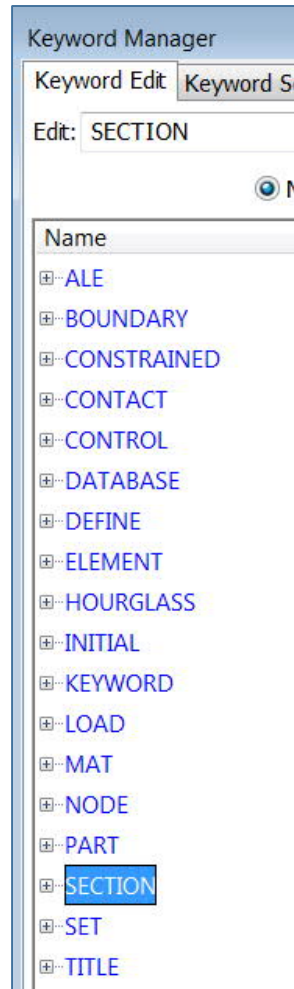 Keyword Manager
Keyword Edit Keyword
Edit: SECTION
Name
ALE
BOUNDARY
CONSTRAINED
CONTACT
CONTROL
DATABASE
DEFINE
ELEMENT
HOURGLASS
INITIAL
KEYWORD
LOAD
MAT
NODE
PART
SECTION
SET
TITLE